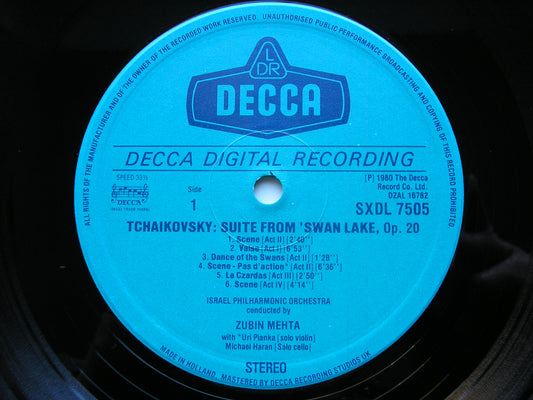 ALL RIGHTS OF THE MANUFACTURER AND OF THE OWNER OF THE RECORDED WORK RESERVED. UNAUTHORISED PUBLIC PERFORMANCE, BROADCASTING AND COPYING OF THIS RECORD PROHIBITED.
L
DR
DECCA
DECCA DIGITAL RECORDING
SPEED 33⅓
DECCA
Side
1
[P] 1980 The Decca
Record Co. Ltd.
DZAL 16782
SXDL 7505
TCHAIKOVSKY: SUITE FROM 'SWAN LAKE, Op. 20
1. Scene [Act II] [2'48'']
2. Valse [Act I] [6'53'']
3. Dance of the Swans [Act II] [1'28'']
4. Scene - Pas d'action* [Act II] [6'36'']
5. La Czardas [Act III] [2'50'']
6. Scene [Act IV] [4'14'']
ISRAEL PHILHARMONIC ORCHESTRA
conducted by
ZUBIN MEHTA
with *Uri Pianka [solo violin]
Michael Haran [Solo cello]
STEREO
MADE IN HOLLAND. MASTERED BY DECCA RECORDING STUDIOS UK